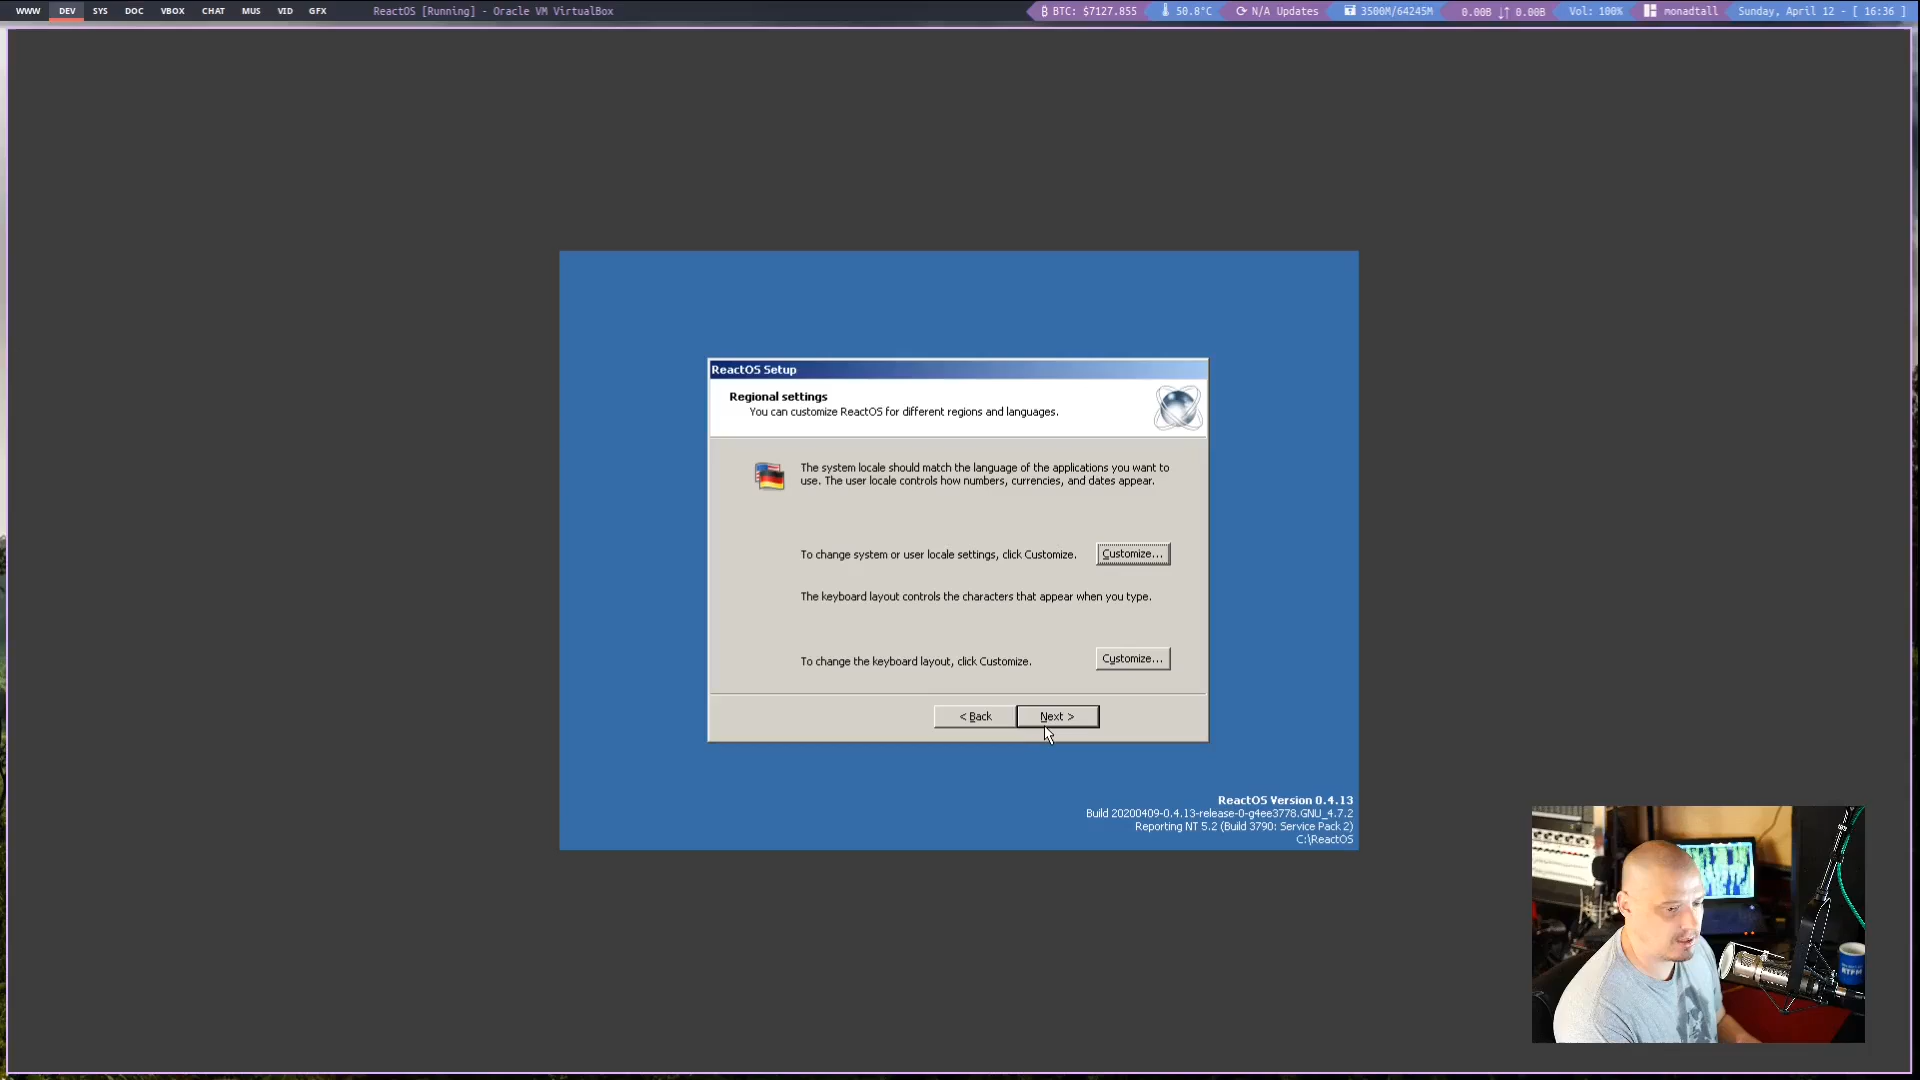 WWW DEV SYS DOC VBOX CHAT MUS VID GFX ReactOS [Running] - Oracle VM VirtualBox BTC: $7127.855 50.8°C N/A Updates 3500M/64245M 0.00B ↓↑ 0.00B Vol: 100% monadtall Sunday, April 12 - [ 16:36 ]
ReactOS Setup
Regional settings
You can customize ReactOS for different regions and languages.
The system locale should match the language of the applications you want to
use. The user locale controls how numbers, currencies, and dates appear.
To change system or user locale settings, click Customize. Customize...
The keyboard layout controls the characters that appear when you type.
To change the keyboard layout, click Customize. Customize...
< Back Next >
ReactOS Version 0.4.13
Build 20200409-0.4.13-release-0-g4ee3778.GNU_4.7.2
Reporting NT 5.2 (Build 3790: Service Pack 2)
C:\ReactOS
RTFM